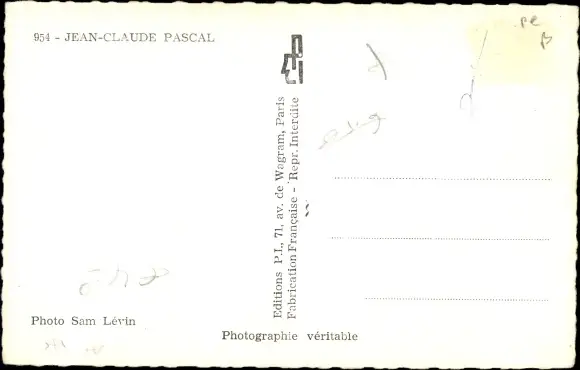 954 - JEAN-CLAUDE PASCAL
Editions P.I., 71, av. de Wagram, Paris
Fabrication Française - Repr. Interdite
Photo Sam Lévin
Photographie véritable